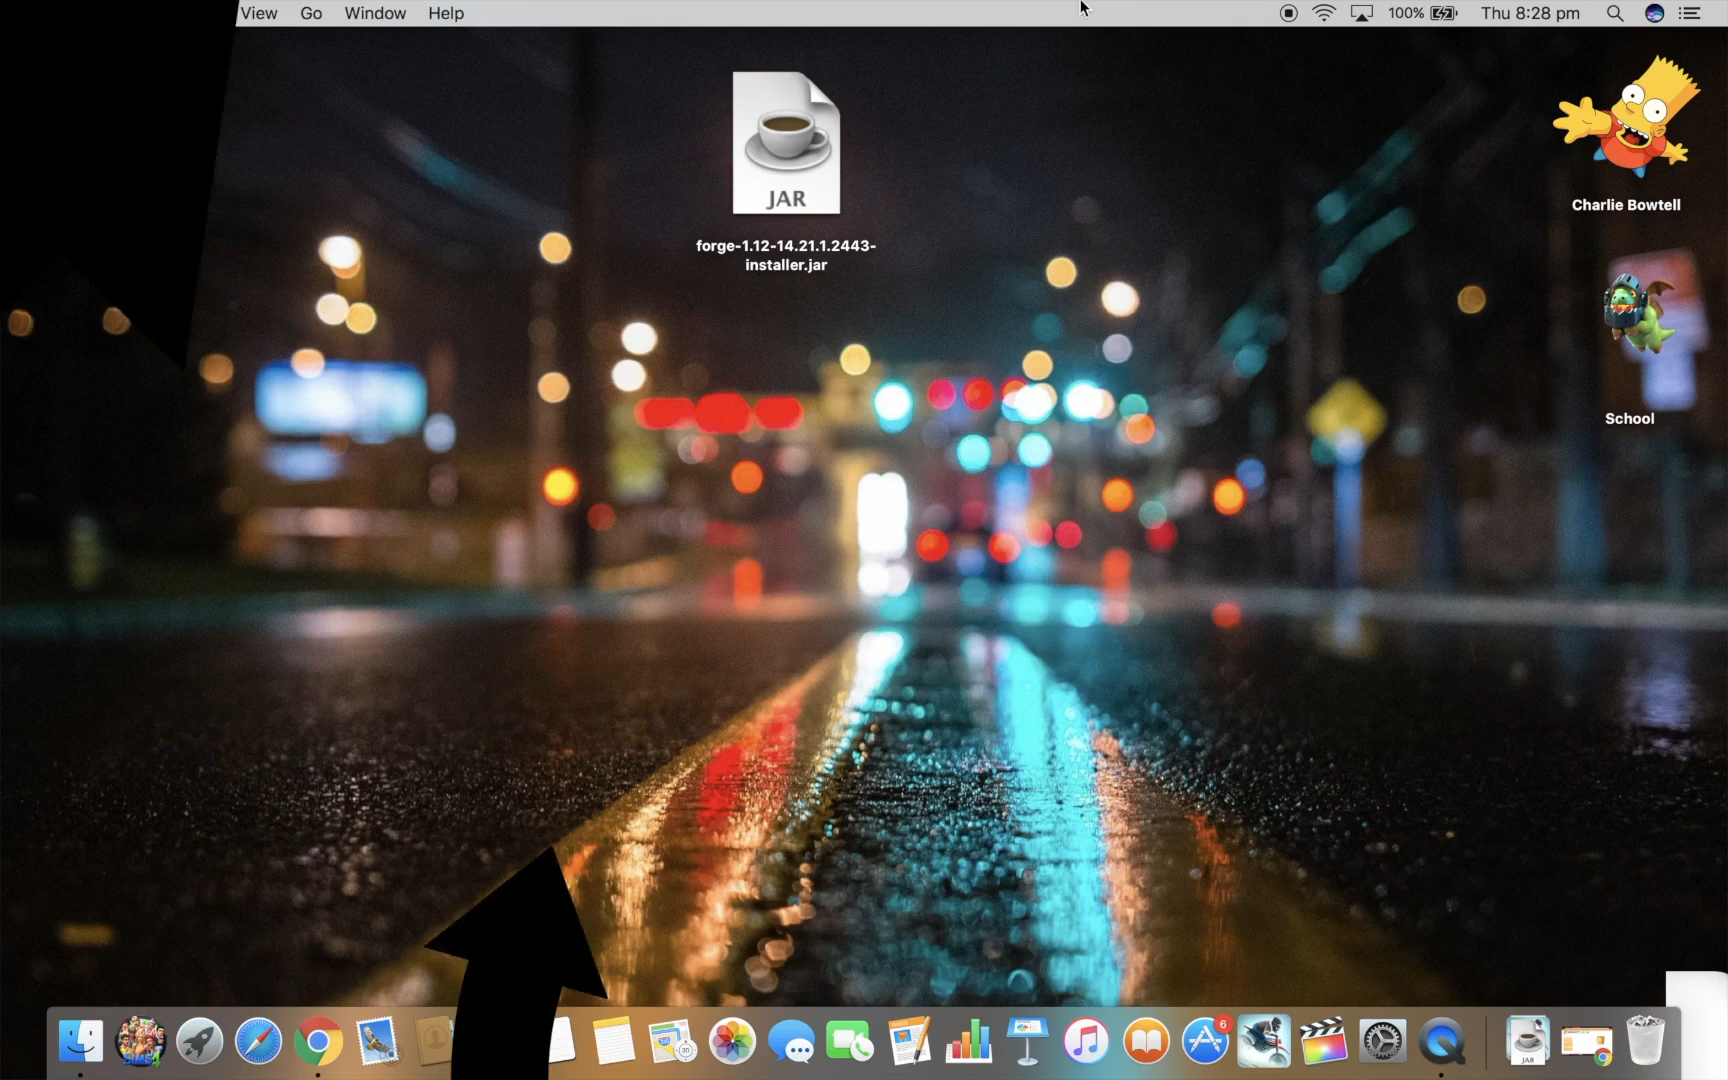 View Go Window Help 100% Thu 8:28 pm
JAR
forge-1.12-14.21.1.2443-
installer.jar
Charlie Bowtell
School
6
JAR